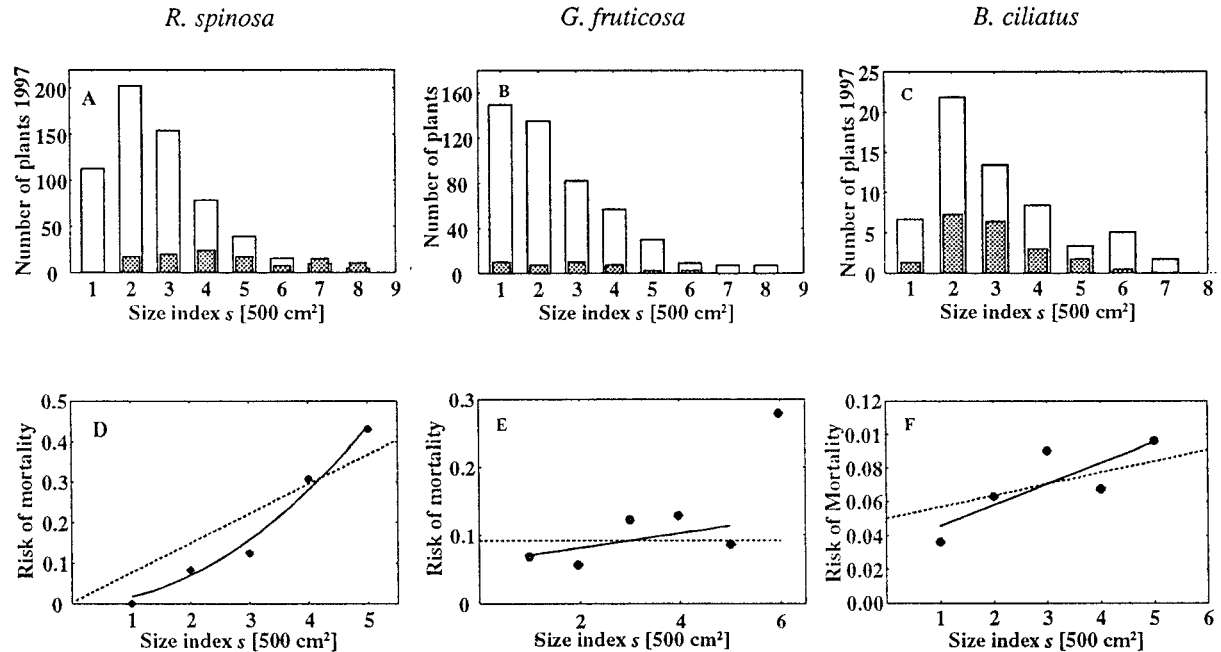 R. spinosa
G. fruticosa
B. ciliatus
A
Number of plants 1997
200
150
100
50
0
1 2 3 4 5 6 7 8 9
Size index s [500 cm²]
B
Number of plants
160
120
80
40
0
1 2 3 4 5 6 7 8 9
Size index s [500 cm²]
C
Number of plants 1997
25
20
15
10
5
0
1 2 3 4 5 6 7 8
Size index s [500 cm²]
D
Risk of mortality
0.5
0.4
0.3
0.2
0.1
0
1 2 3 4 5
Size index s [500 cm²]
E
Risk of mortality
0.3
0.2
0.1
0
2 4 6
Size index s [500 cm²]
F
Risk of Mortality
0.12
0.01
0.08
0.06
0.04
0.02
0.00
1 2 3 4 5 6
Size index s [500 cm²]